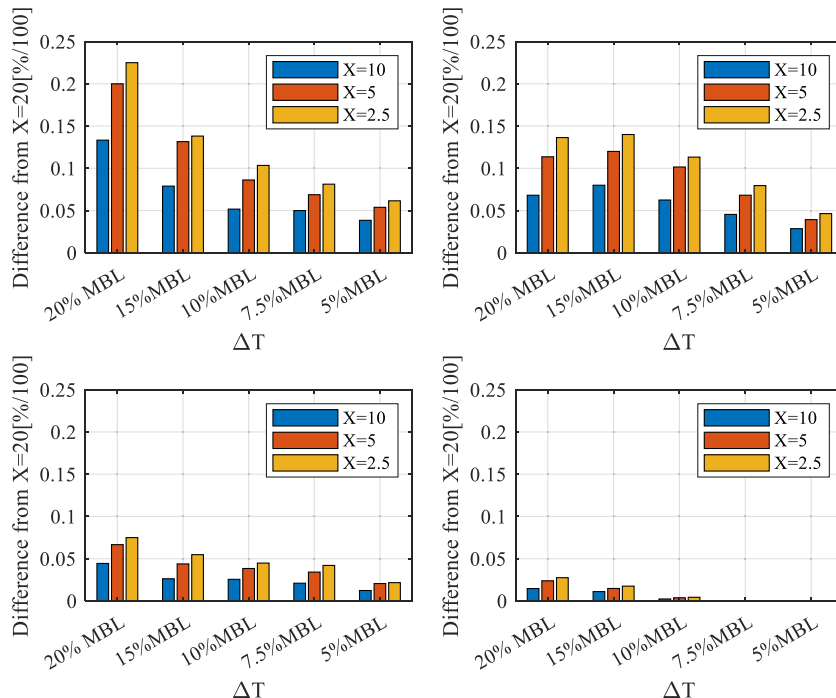 Difference from X=20[%/100]
0.25
0.2
0.15
0.1
0.05
0
X=10
X=5
X=2.5
20% MBL
15%MBL
10%MBL
7.5%MBL
5%MBL
ΔT
Difference from X=20[%/100]
0.25
0.2
0.15
0.1
0.05
0
X=10
X=5
X=2.5
20% MBL
15%MBL
10%MBL
7.5%MBL
5%MBL
ΔT
Difference from X=20[%/100]
0.25
0.2
0.15
0.1
0.05
0
X=10
X=5
X=2.5
20% MBL
15%MBL
10%MBL
7.5%MBL
5%MBL
ΔT
Difference from X=20[%/100]
0.25
0.2
0.15
0.1
0.05
0
X=10
X=5
X=2.5
20% MBL
15%MBL
10%MBL
7.5%MBL
5%MBL
ΔT